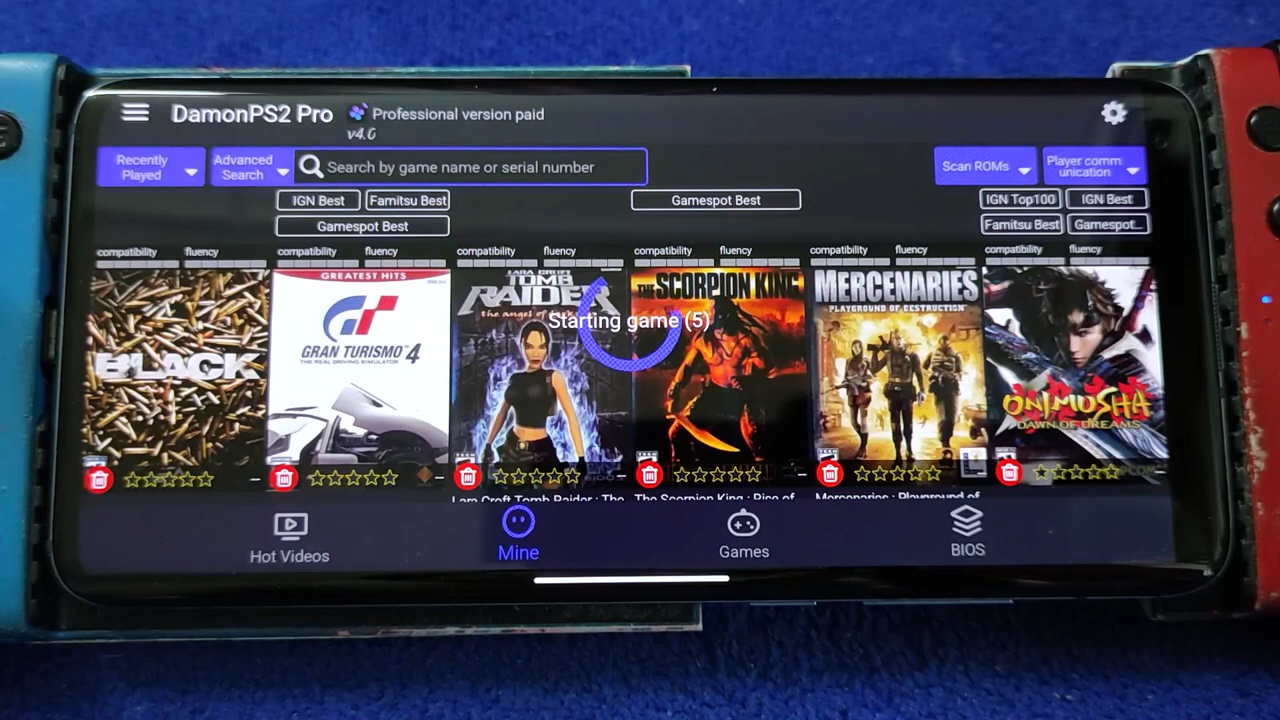 DamonPS2 Pro
Professional version paid
v4.0
Recently
Played
Advanced
Search
Search by game name or serial number
Scan ROMs
Player comm
unication
IGN Best
Famitsu Best
Gamespot Best
Gamespot Best
IGN Top100
IGN Best
Famitsu Best
Gamespot...
compatibility
fluency
compatibility
fluency
compatibility
fluency
compatibility
fluency
compatibility
fluency
compatibility
fluency
BLACK
GREATEST HITS
GT
GRAN TURISMO 4
THE REAL DRIVING SIMULATOR
LARA CROFT
TOMB
RAIDER
the angel of dark
THE SCORPION KING
MERCENARIES
PLAYGROUND OF DESTRUCTION
ONIMUSHA
DAWN OF DREAMS
Starting game (5)
Lara Croft Tomb Raider : The
The Scorpion King : Rise of
Mercenaries : Playground of
Hot Videos
Mine
Games
BIOS